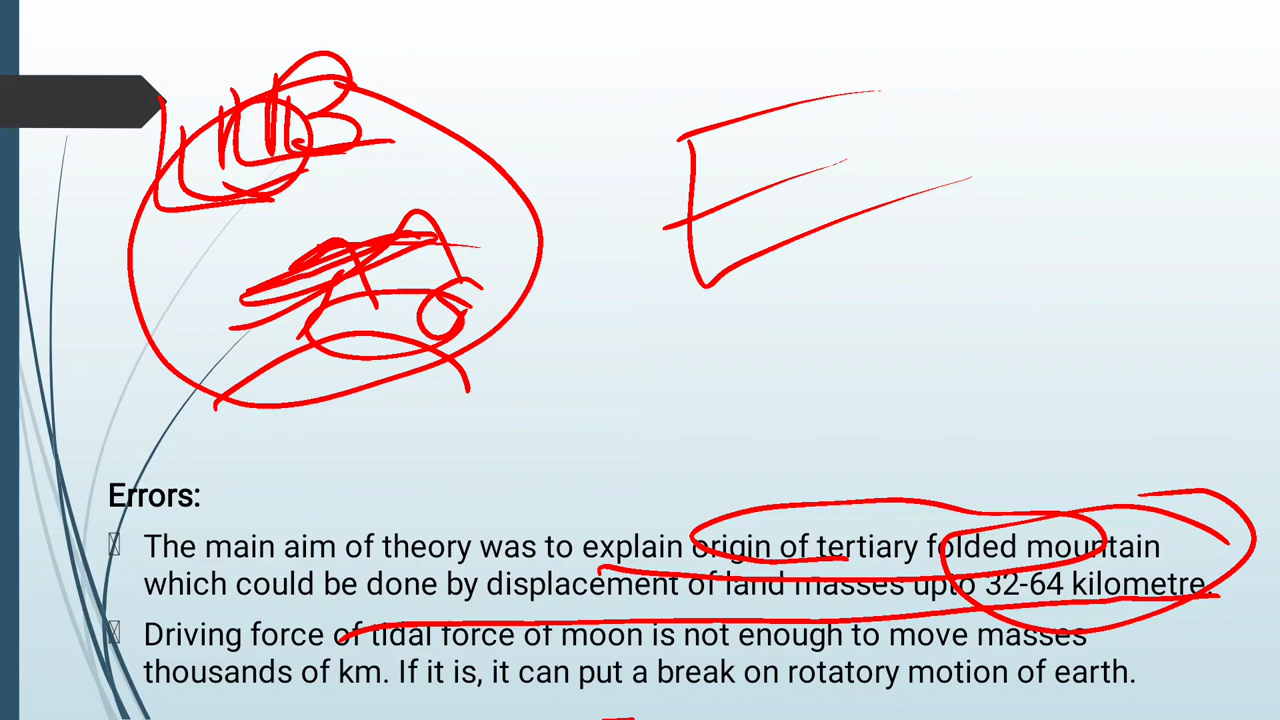 Errors:
The main aim of theory was to explain origin of tertiary folded mountain
which could be done by displacement of land masses upto 32-64 kilometre.
Driving force of tidal force of moon is not enough to move masses
thousands of km. If it is, it can put a break on rotatory motion of earth.